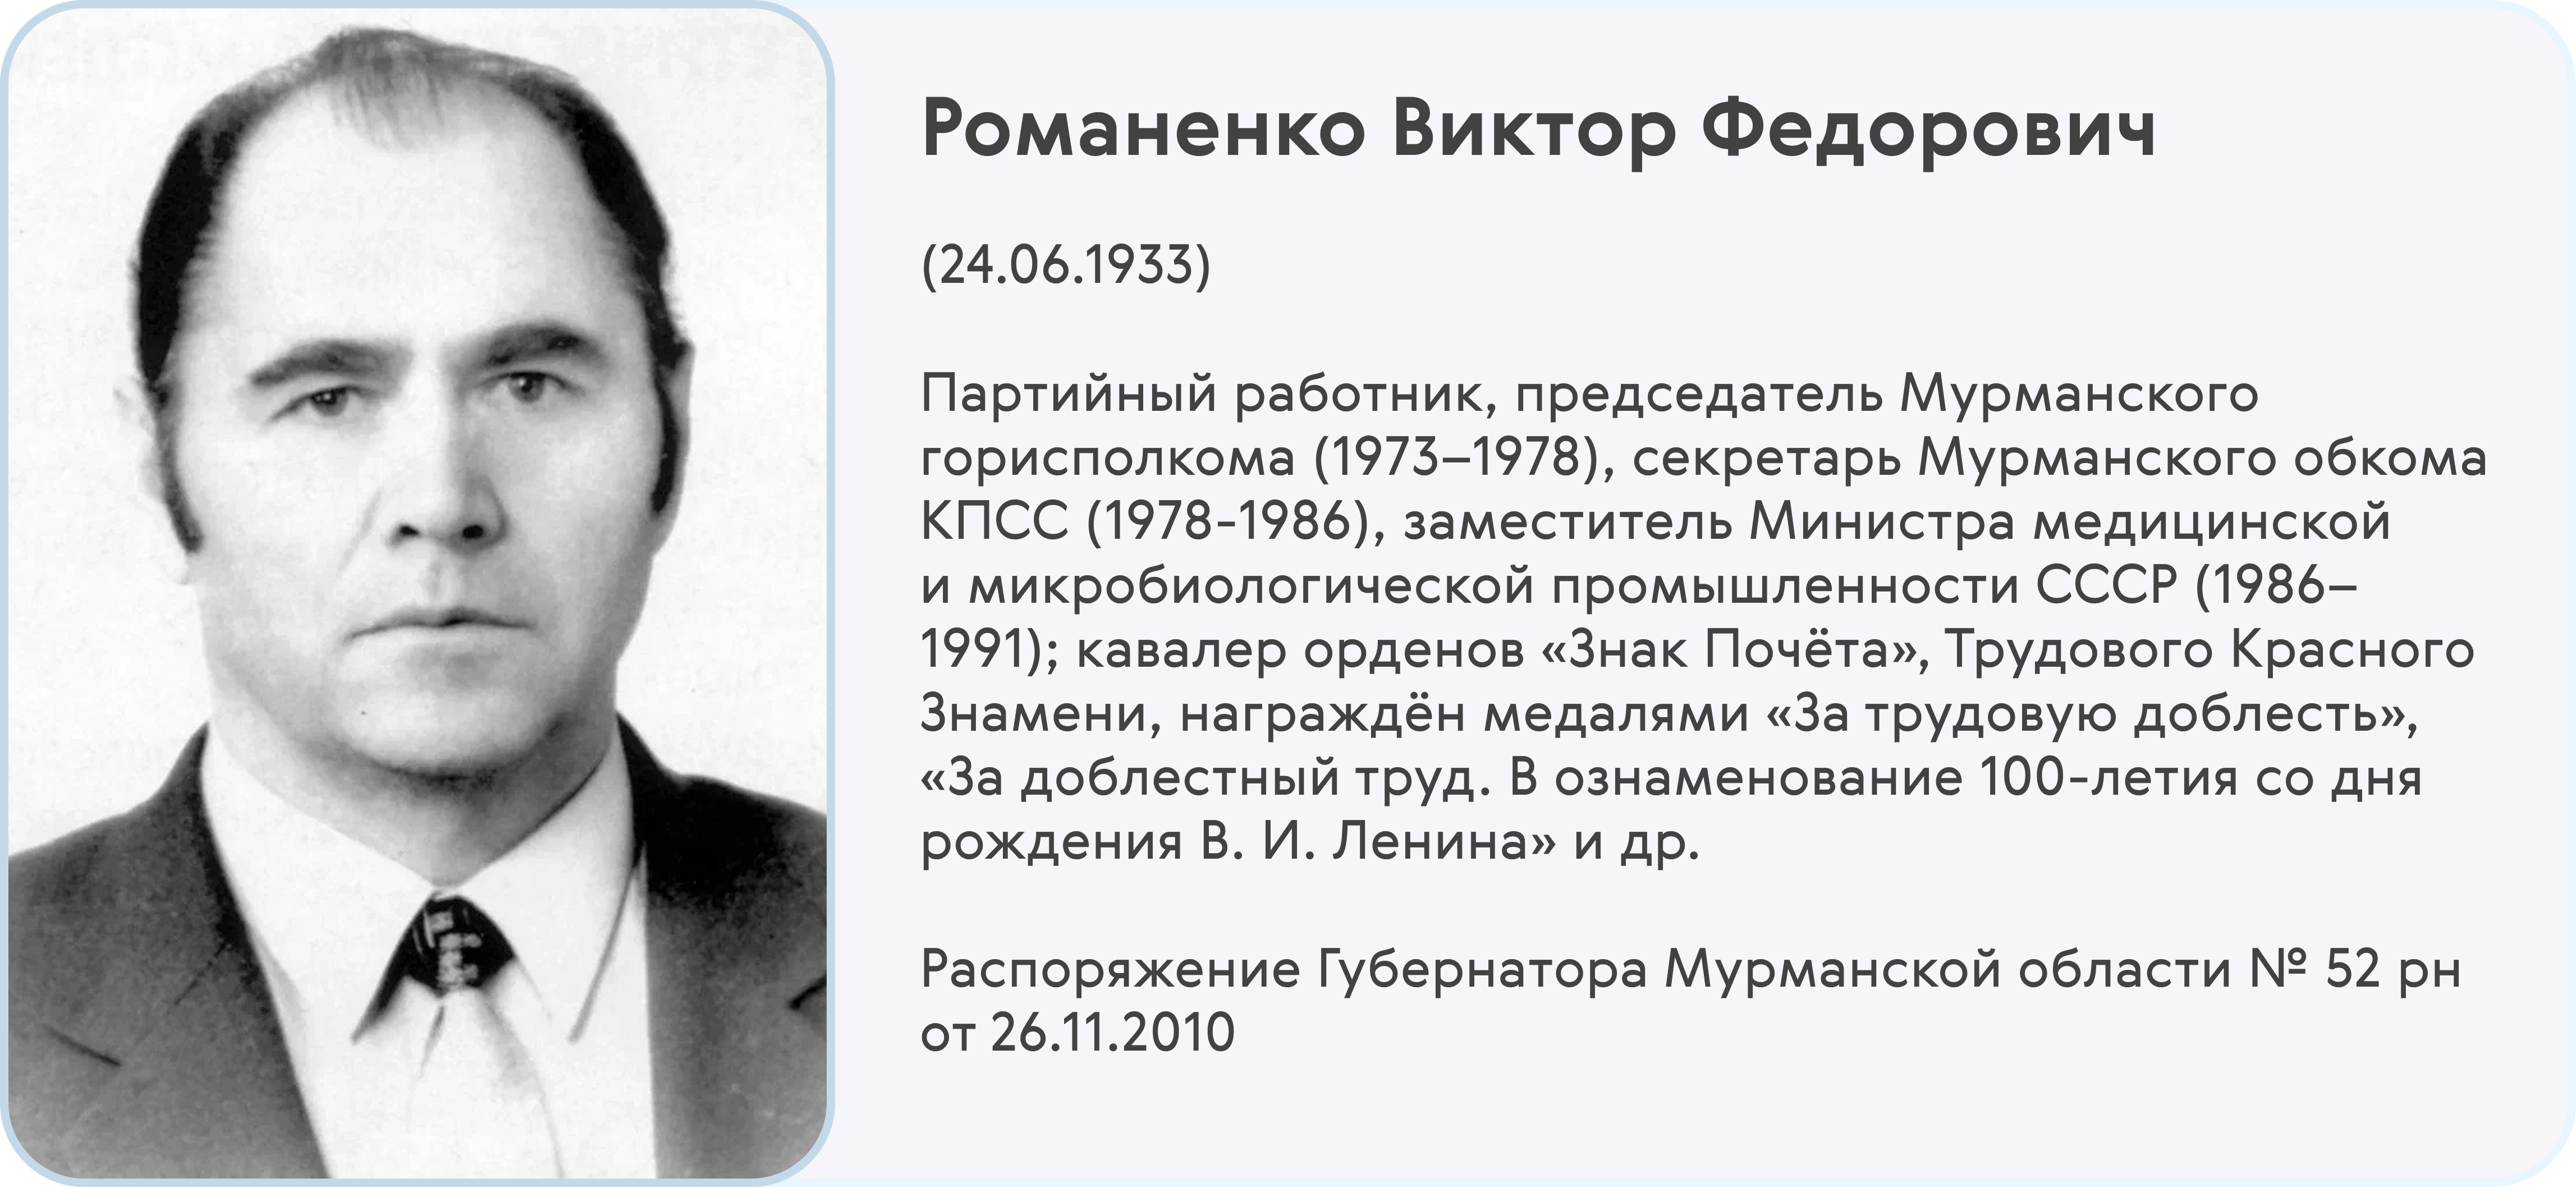 Романенко Виктор Федорович
(24.06.1933)
Партийный работник, председатель Мурманского
горисполкома (1973–1978), секретарь Мурманского обкома
КПСС (1978-1986), заместитель Министра медицинской
и микробиологической промышленности СССР (1986–
1991); кавалер орденов «Знак Почёта», Трудового Красного
Знамени, награждён медалями «За трудовую доблесть»,
«За доблестный труд. В ознаменование 100-летия со дня
рождения В. И. Ленина» и др.
Распоряжение Губернатора Мурманской области № 52 рн
от 26.11.2010